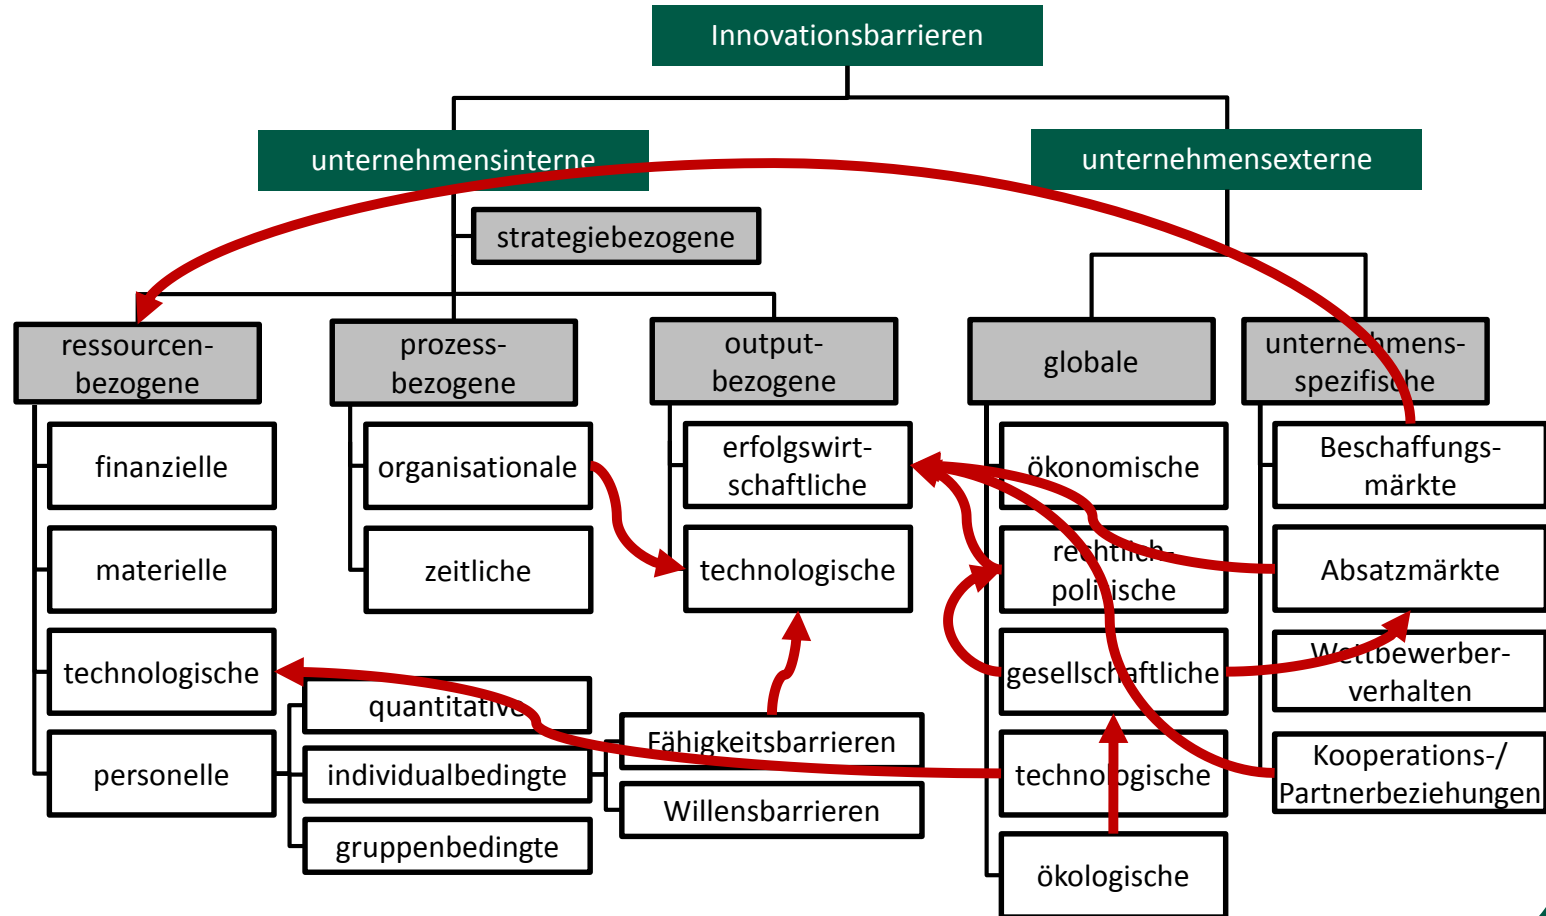 Innovationsbarrieren
unternehmensinterne
unternehmensexterne
strategiebezogene
ressourcen-
bezogene
prozess-
bezogene
output-
bezogene
globale
unternehmens-
spezifische
finanzielle
materielle
technologische
personelle
quantitative
individualbedingte
gruppenbedingte
Fähigkeitsbarrieren
Willensbarrieren
organisationale
zeitliche
erfolgswirt-
schaftliche
technologische
ökonomische
rechtlich-
politische
gesellschaftliche
technologische
ökologische
Beschaffungs-
märkte
Absatzmärkte
Wettbewerber-
verhalten
Kooperations-/
Partnerbeziehungen